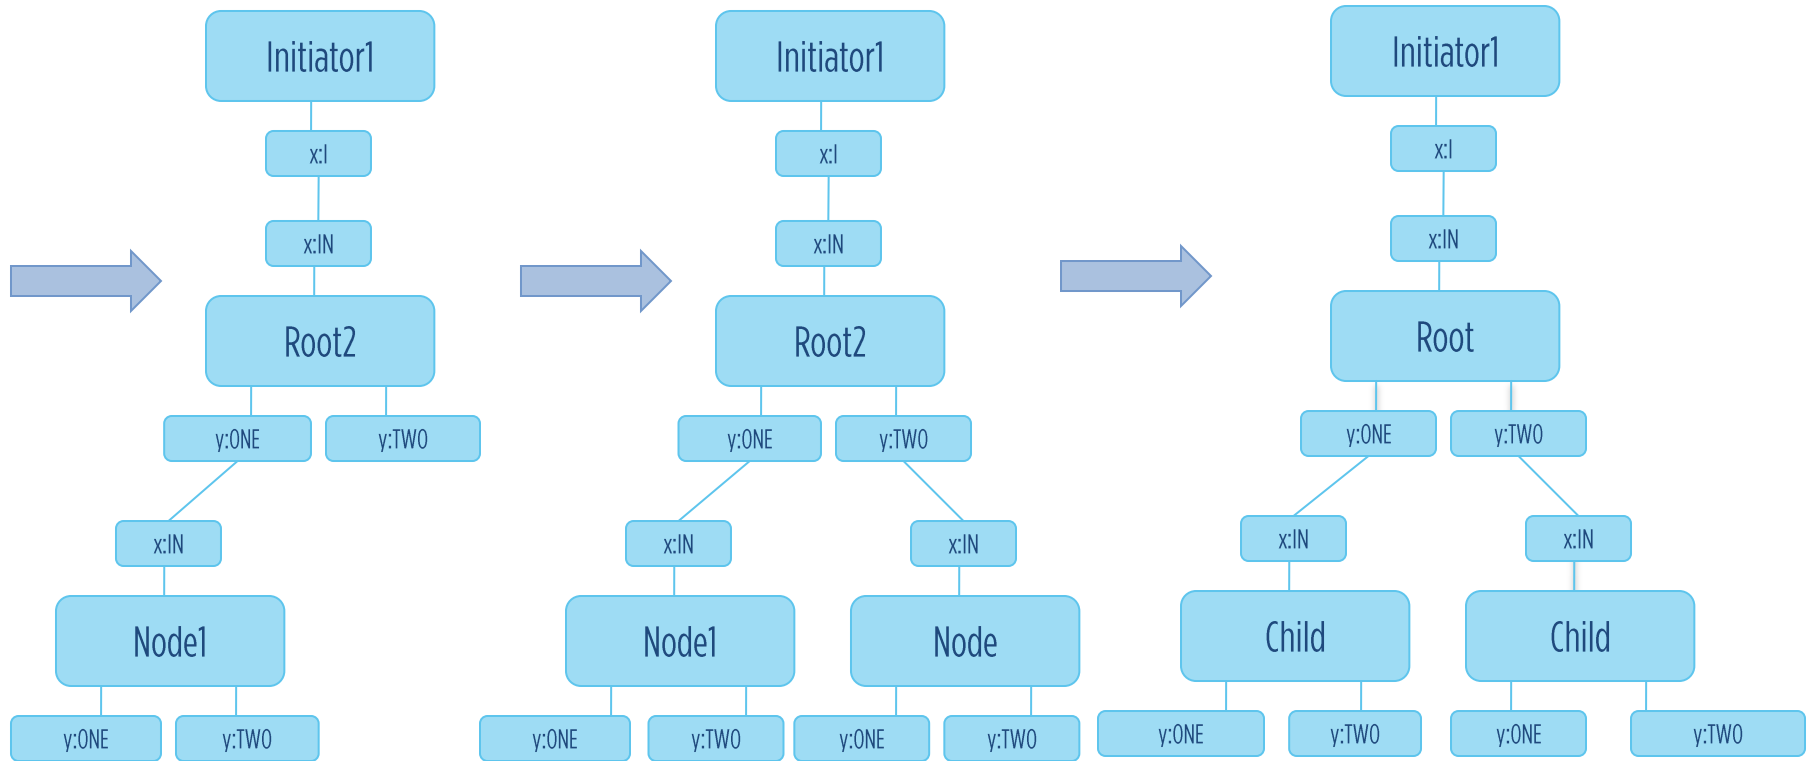 Initiator1
x:I
x:IN
Root2
y:ONE
y:TWO
x:IN
Node1
y:ONE
y:TWO
Initiator1
x:I
x:IN
Root2
y:ONE
y:TWO
x:IN
x:IN
Node1
Node
y:ONE
y:TWO
y:ONE
y:TWO
Initiator1
x:I
x:IN
Root
y:ONE
y:TWO
x:IN
x:IN
Child
Child
y:ONE
y:TWO
y:ONE
y:TWO